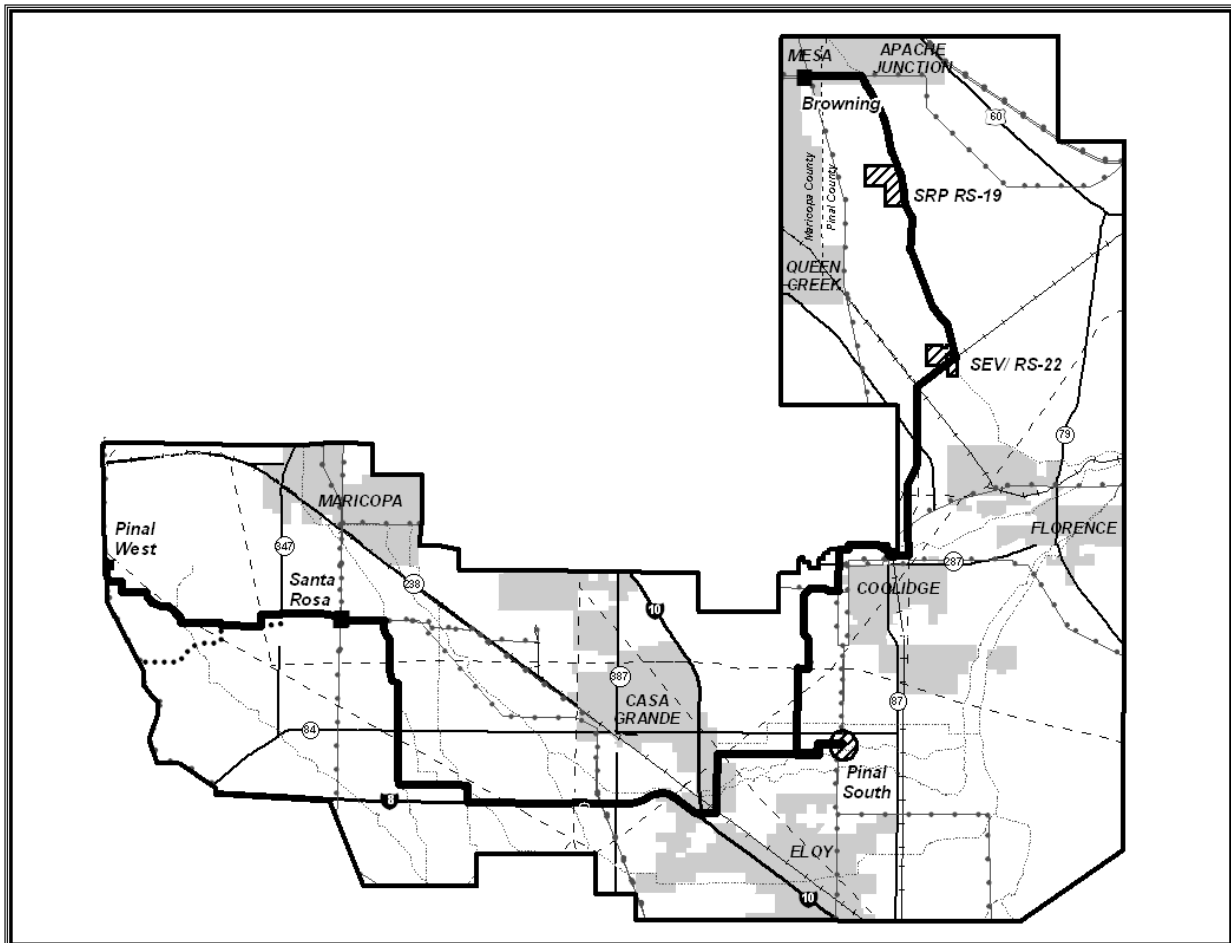 MESA
APACHE
JUNCTION
Browning
60
Maricopa County
Pinal County
SRP RS-19
QUEEN
CREEK
SEV/ RS-22
79
MARICOPA
Pinal
West
347
Santa
Rosa
238
FLORENCE
287
COOLIDGE
10
387
CASA
GRANDE
87
84
Pinal
South
8
ELOY
10